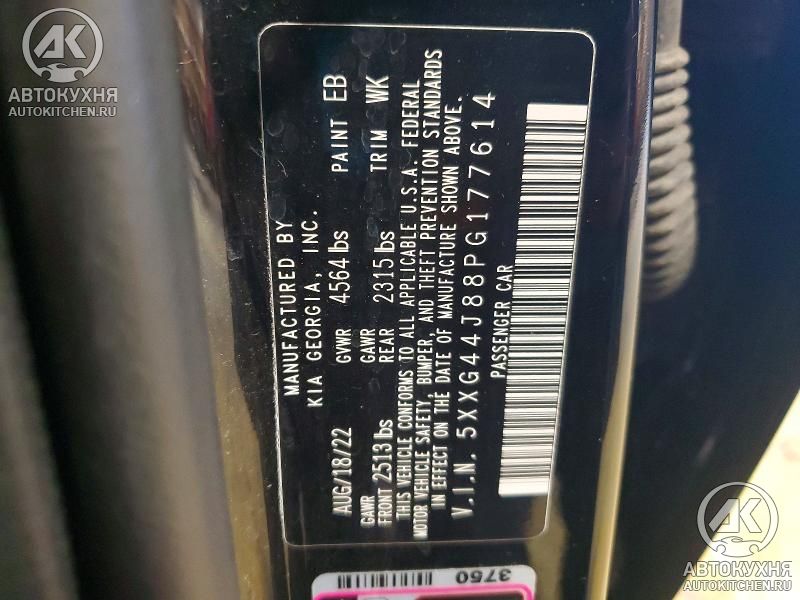 АВТОКУХНЯ
AUTOKITCHEN.RU
MANUFACTURED BY
KIA GEORGIA, INC.
AUG/18/22 GVWR 4564 lbs PAINT EB
GAWR FRONT 2513 lbs GAWR REAR 2315 lbs TRIM WK
THIS VEHICLE CONFORMS TO ALL APPLICABLE U.S.A. FEDERAL
MOTOR VEHICLE SAFETY, BUMPER, AND THEFT PREVENTION STANDARDS
IN EFFECT ON THE DATE OF MANUFACTURE SHOWN ABOVE.
V.I.N. 5XXG44J88PG177614
PASSENGER CAR
3750
АВТОКУХНЯ
AUTOKITCHEN.RU